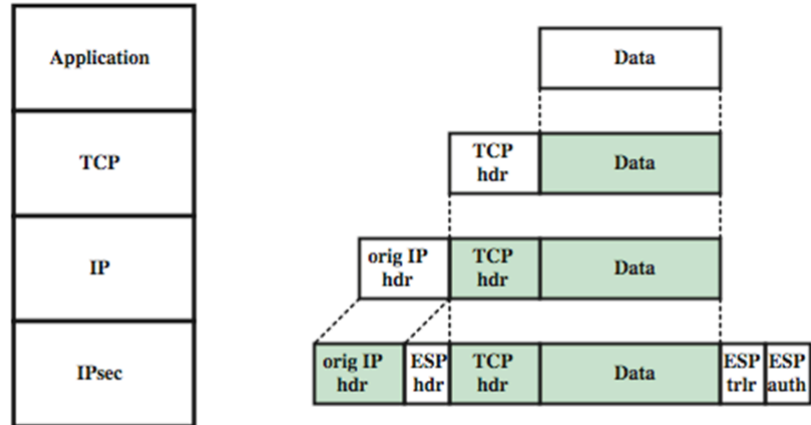 Application
Data
TCP
TCP
hdr
Data
IP
orig IP
hdr
TCP
hdr
Data
IPsec
orig IP
hdr
ESP
hdr
TCP
hdr
Data
ESP
trlr
ESP
auth